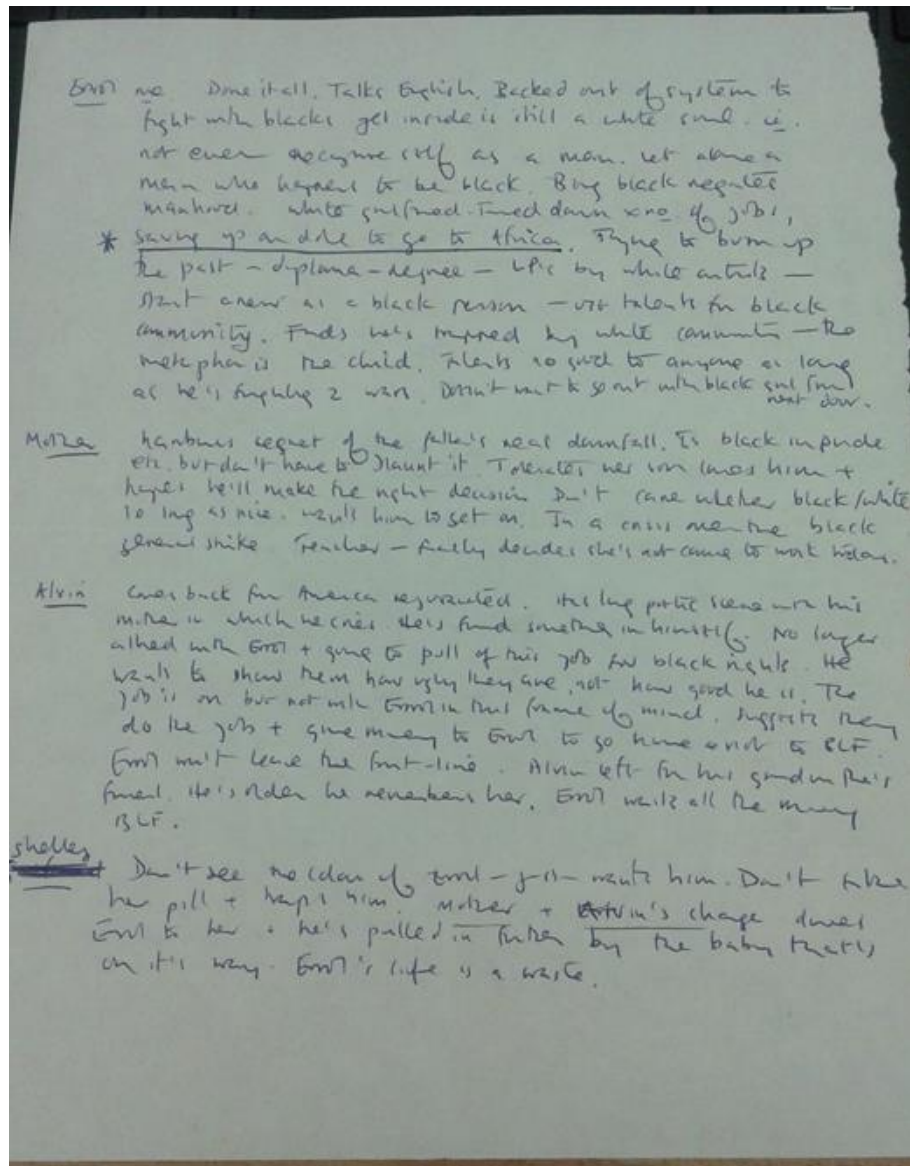 Errol me. Done it all. Talks English. Backed out of system to
fight with blacks yet inside is still a white soul. ie.
not even recognise self as a man. let alone a
man who happens to be black. Being black negates
manhood. white girlfriend. Turned down x no of jobs,
* saving up on dole to go to Africa. Trying to burn up
the past - diploma - degree - LPs by white artists -
start anew as a black person - use talents for black
community. Finds he's trapped by white community - the
metaphor is the child. Talents no good to anyone as long
as he's fighting 2 wars. Doesn't want to go out with black girl from
next door.
Mother harbours secret of the father's real downfall. Is black in pride
etc. but don't have to flaunt it. Tolerates her son loves him +
hopes he'll make the right decision Don't care whether black/white
so long as nice. wants him to get on. In a crisis over the black
general strike. Teacher - finally decides she's not going to work today.
Alvin Comes back from America rejuvenated. Has long poetic scene with his
mother in which he cries. He's found something in himself. No longer
allied with Errol + going to pull off this job for black rights. He
wants to show them how ugly they are, not how good he is. The
job is on but not with Errol in this frame of mind. Suggests they
do the job + give money to Errol to go home + not to BLF.
Errol won't leave the front-line. Alvin left for his grandmother's
funeral. He's older he remembers her. Errol wants all the money
BLF.
Shelley Don't see no colour of Errol - j-is- wants him. Don't take
her pill + traps him. Mother + Alvin's change drives
Errol to her + he's pulled in further by the baby that's
on it's way. Errol's life is a waste.